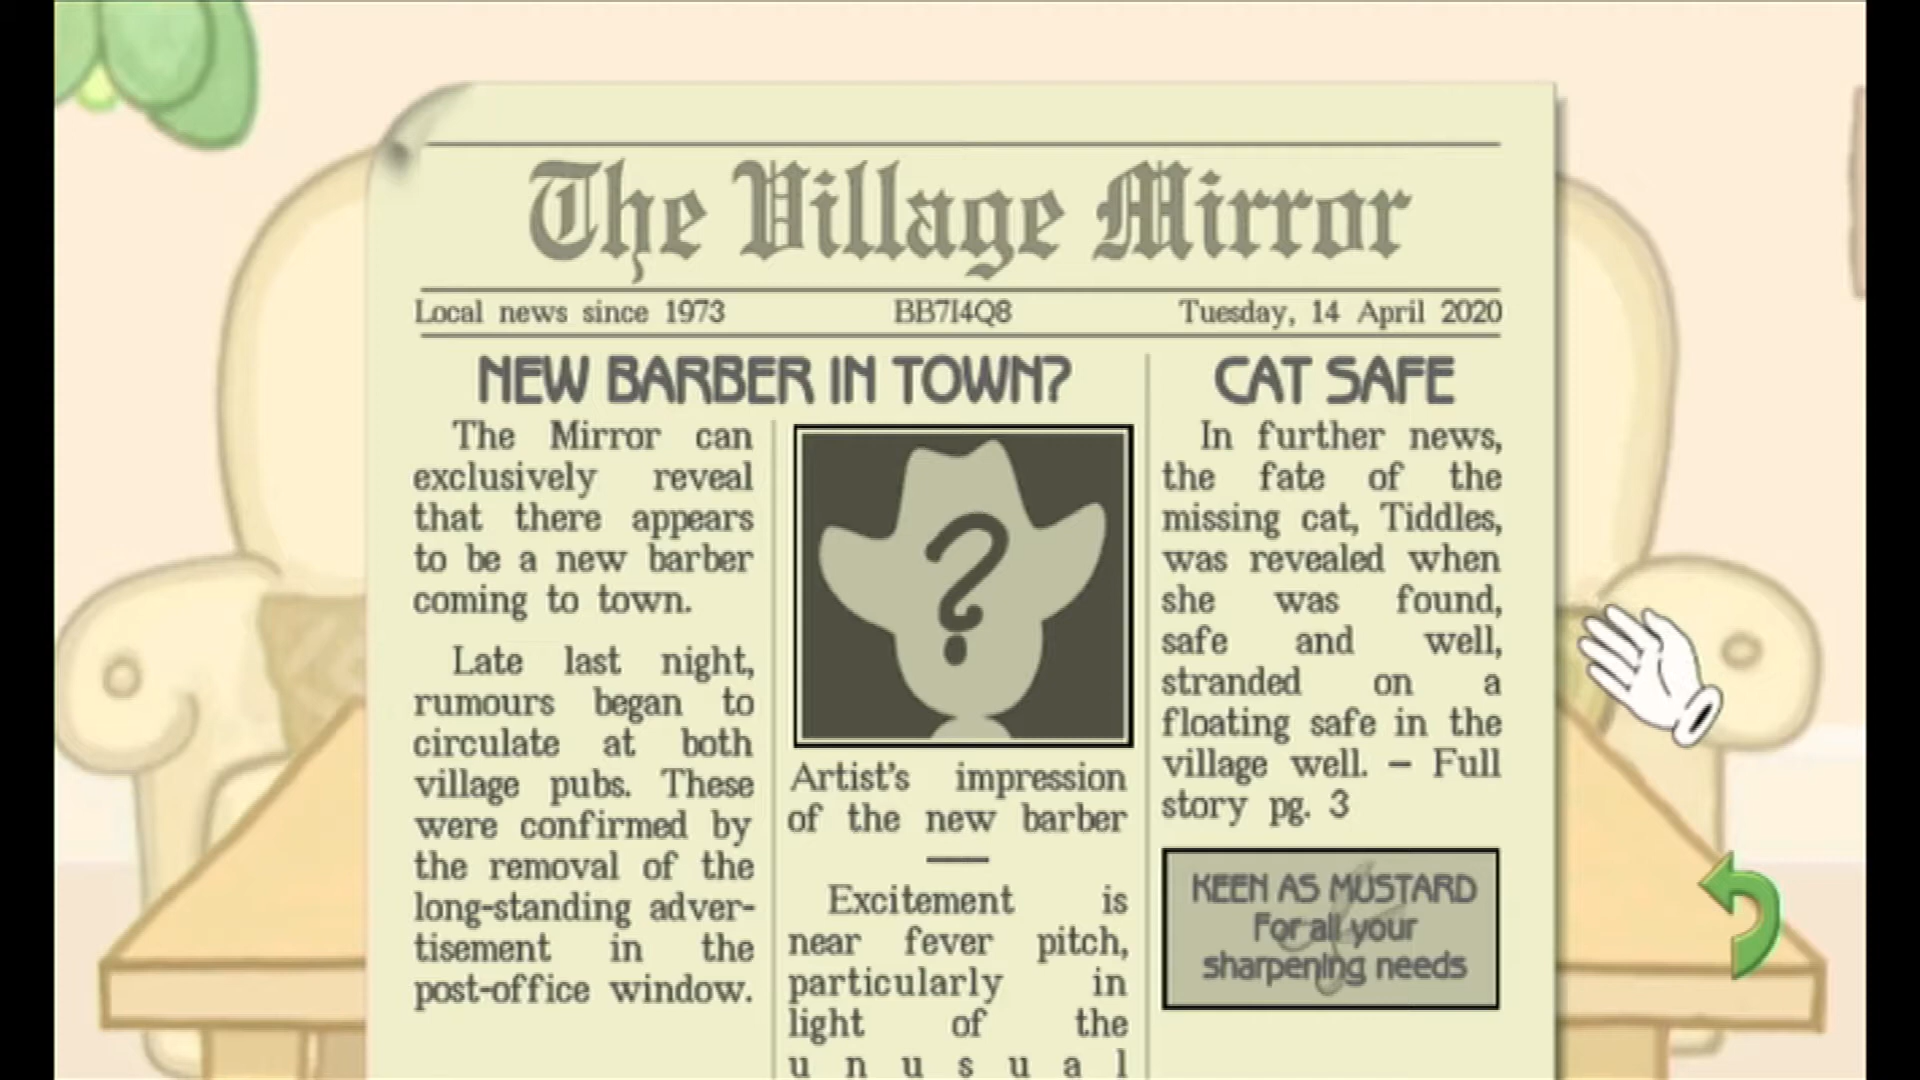 The Village Mirror
Local news since 1973 BB7I4Q8 Tuesday, 14 April 2020
NEW BARBER IN TOWN?
The Mirror can
exclusively reveal
that there appears
to be a new barber
coming to town.
Late last night,
rumours began to
circulate at both
village pubs. These
were confirmed by
the removal of the
long-standing adver-
tisement in the
post-office window.
?
Artist's impression
of the new barber
Excitement is
near fever pitch,
particularly in
light of the
unusual
CAT SAFE
In further news,
the fate of the
missing cat, Tiddles,
was revealed when
she was found,
safe and well,
stranded on a
floating safe in the
village well. – Full
story pg. 3
KEEN AS MUSTARD
For all your
sharpening needs